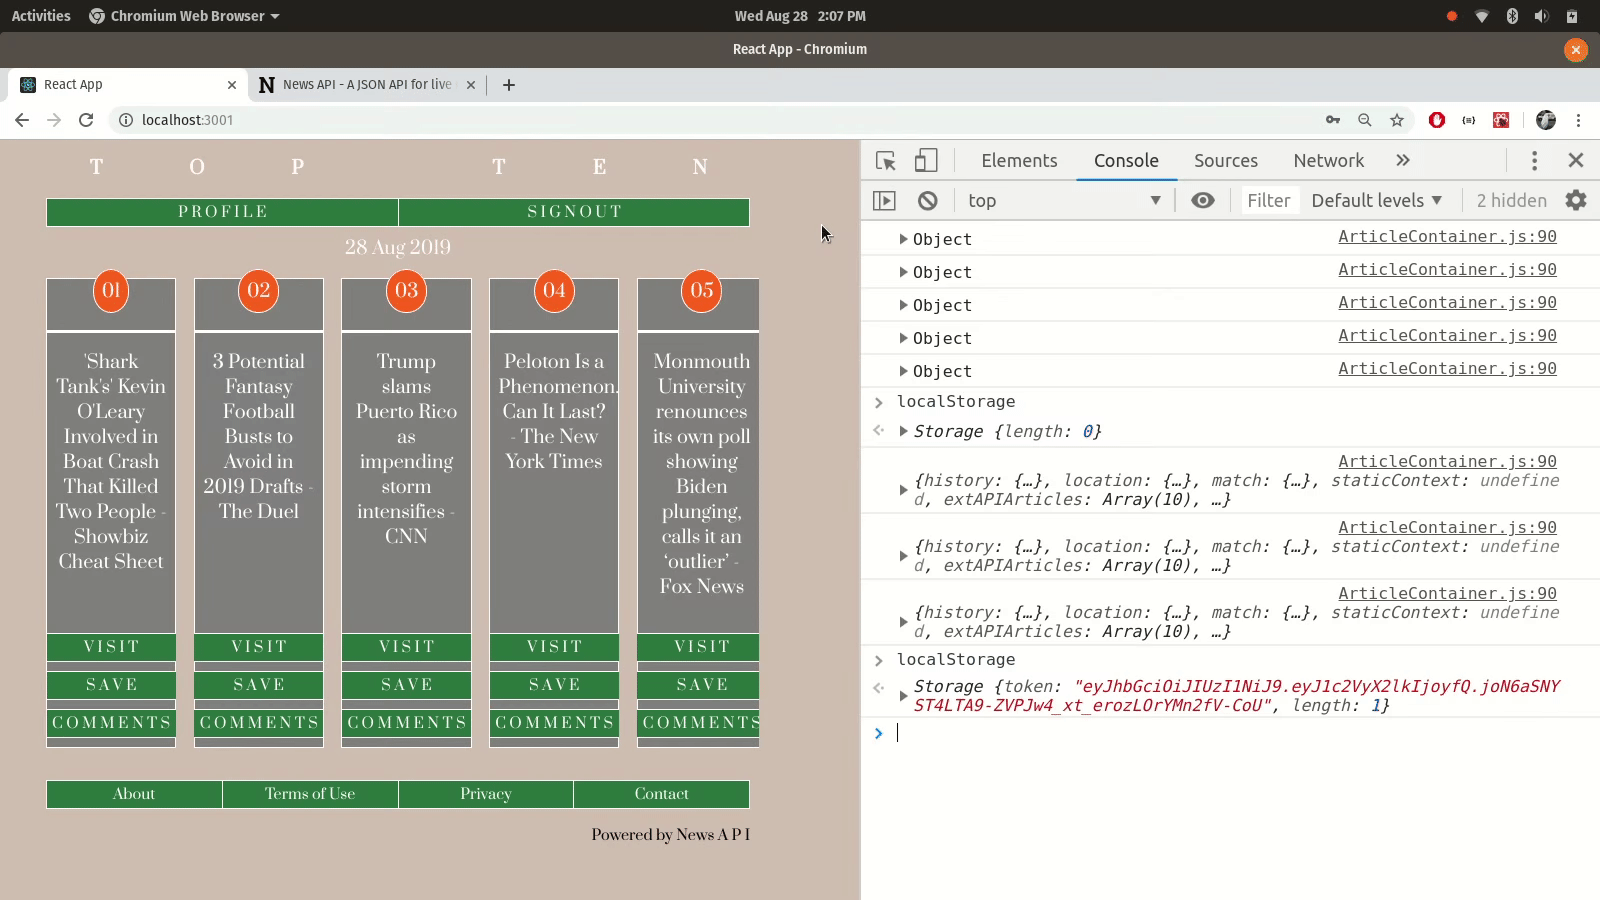 Activities
Chromium Web Browser
Wed Aug 28 2:07 PM
React App - Chromium
React App
News API - A JSON API for live
localhost:3001
T O P T E N
PROFILE
SIGNOUT
28 Aug 2019
01
'Shark
Tank's' Kevin
O'Leary
Involved in
Boat Crash
That Killed
Two People -
Showbiz
Cheat Sheet
VISIT
SAVE
COMMENTS
02
3 Potential
Fantasy
Football
Busts to
Avoid in
2019 Drafts -
The Duel
VISIT
SAVE
COMMENTS
03
Trump
slams
Puerto Rico
as
impending
storm
intensifies -
CNN
VISIT
SAVE
COMMENTS
04
Peloton Is a
Phenomenon.
Can It Last?
- The New
York Times
VISIT
SAVE
COMMENTS
05
Monmouth
University
renounces
its own poll
showing
Biden
plunging,
calls it an
‘outlier’ -
Fox News
VISIT
SAVE
COMMENTS
About
Terms of Use
Privacy
Contact
Powered by News A P I
Elements
Console
Sources
Network
top
Filter
Default levels
2 hidden
Object ArticleContainer.js:90
Object ArticleContainer.js:90
Object ArticleContainer.js:90
Object ArticleContainer.js:90
Object ArticleContainer.js:90
localStorage
Storage {length: 0}
ArticleContainer.js:90
{history: {…}, location: {…}, match: {…}, staticContext: undefine
d, extAPIArticles: Array(10), …}
ArticleContainer.js:90
{history: {…}, location: {…}, match: {…}, staticContext: undefine
d, extAPIArticles: Array(10), …}
ArticleContainer.js:90
{history: {…}, location: {…}, match: {…}, staticContext: undefine
d, extAPIArticles: Array(10), …}
localStorage
Storage {token: "eyJhbGciOiJIUzI1NiJ9.eyJ1c2VyX2lkIjoyfQ.joN6aSNY
ST4LTA9-ZVPJw4_xt_erozLOrYMn2fV-CoU", length: 1}